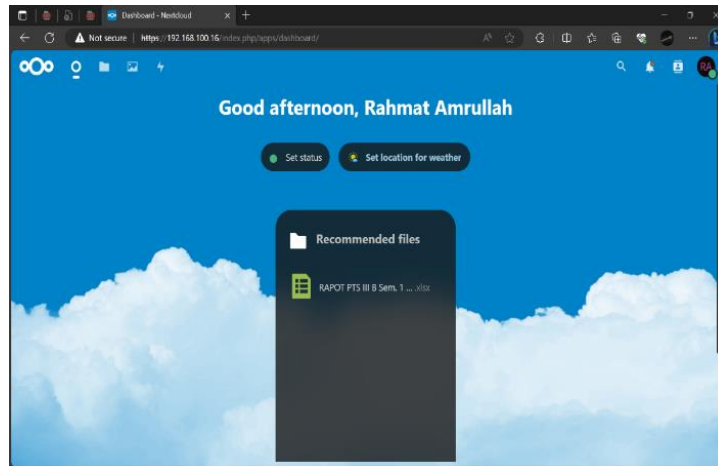 Dashboard - Nextcloud
Not secure | https://192.168.100.16/index.php/apps/dashboard/
Good afternoon, Rahmat Amrullah
Set status
Set location for weather
Recommended files
RAPOT PTS III B Sem. 1 ... .xlsx
RA